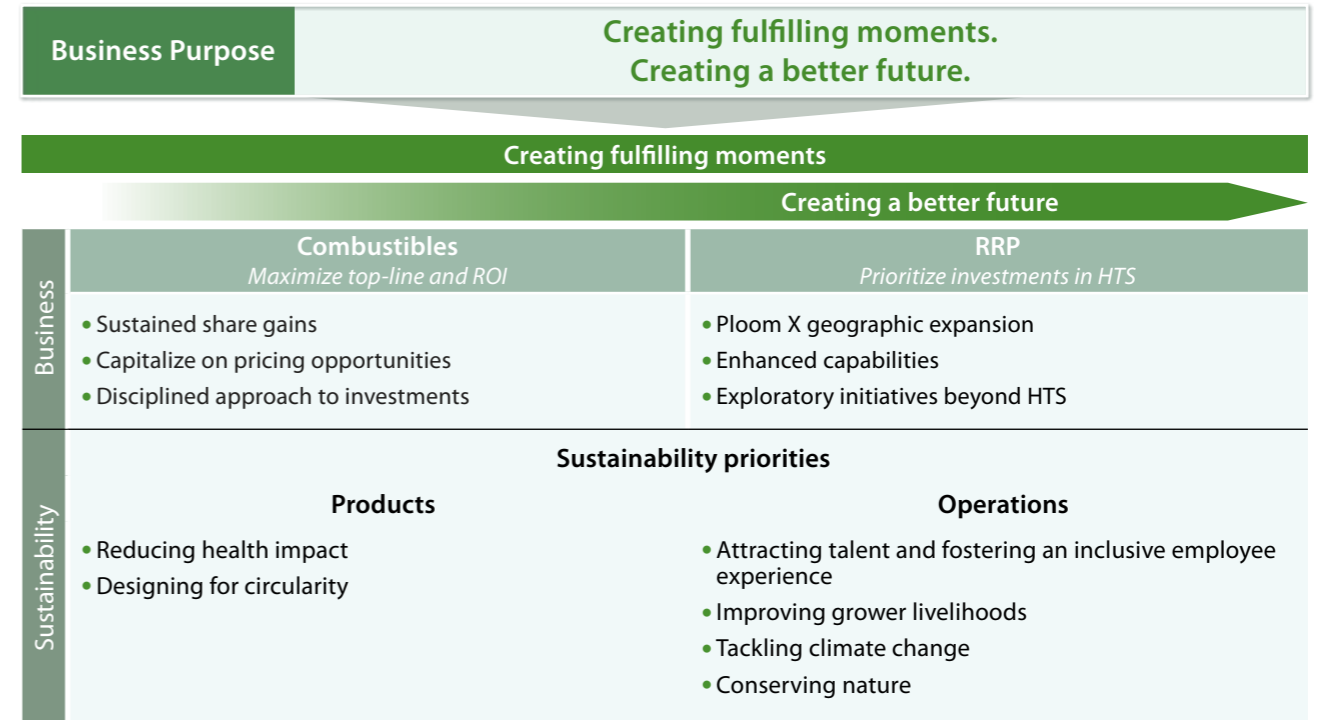 Business Purpose
Creating fulfilling moments.
Creating a better future.
Creating fulfilling moments
Creating a better future
Business
Combustibles
Maximize top-line and ROI
• Sustained share gains
• Capitalize on pricing opportunities
• Disciplined approach to investments
RRP
Prioritize investments in HTS
• Ploom X geographic expansion
• Enhanced capabilities
• Exploratory initiatives beyond HTS
Sustainability
Sustainability priorities
Products
• Reducing health impact
• Designing for circularity
Operations
• Attracting talent and fostering an inclusive employee
experience
• Improving grower livelihoods
• Tackling climate change
• Conserving nature